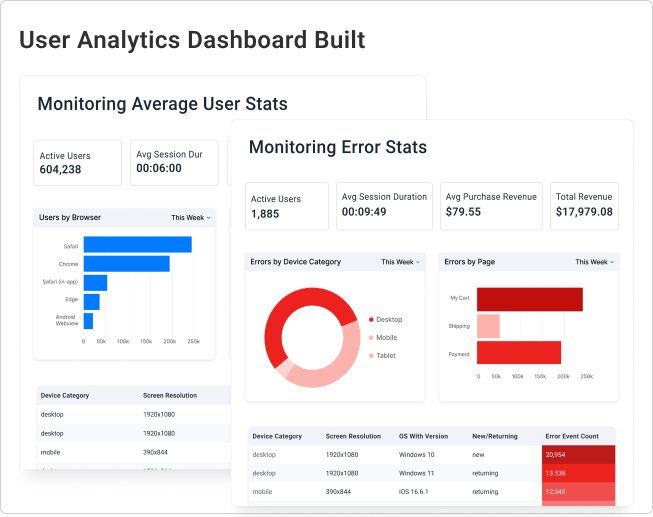 User Analytics Dashboard Built
Monitoring Average User Stats
Active Users
604,238
Avg Session Dur
00:06:00
Users by Browser
This Week
Safari
Chrome
Safari (in-app)
Edge
Android
Webview
0 50k 100k 150k 200k 250k
Device Category Screen Resolution
desktop 1920x1080
desktop 1920x1080
mobile 390x844
Monitoring Error Stats
Active Users
1,885
Avg Session Duration
00:09:49
Avg Purchase Revenue
$79.55
Total Revenue
$17,979.08
Errors by Device Category
This Week
Desktop
Mobile
Tablet
Errors by Page
This Week
My Cart
Shipping
Payment
0 50k 100k 150k 200k 250k
Device Category Screen Resolution OS With Version New/Returning Error Event Count
desktop 1920x1080 Windows 10 new 20,954
desktop 1920x1080 Windows 11 returning 13.538
mobile 390x844 iOS 16.6.1 returning 12,345